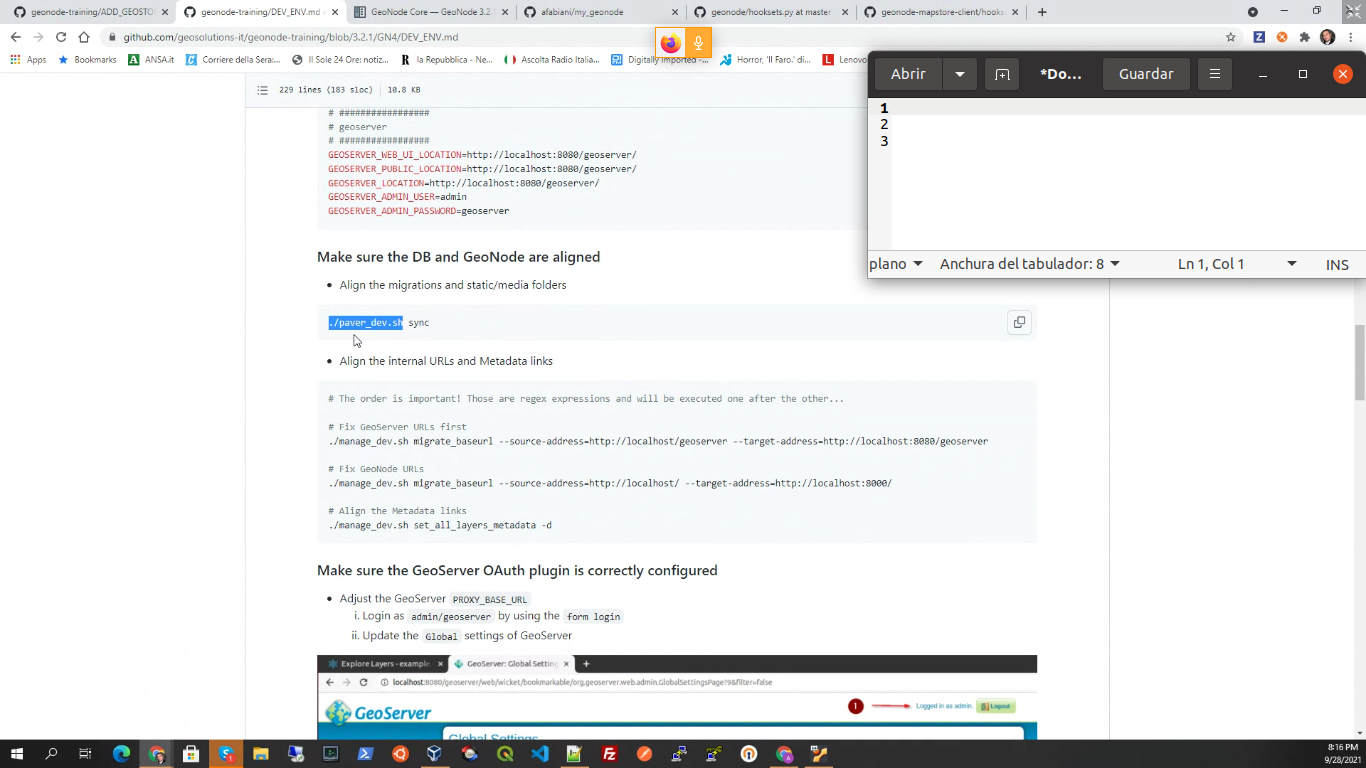 geonode-training/ADD_GEOSTO
geonode-training/DEV_ENV.md
GeoNode Core — GeoNode 3.2.1
afabiani/my_geonode
geonode/hooksets.py at master
geonode-mapstore-client/hooks
github.com/geosolutions-it/geonode-training/blob/3.2.1/GN4/DEV_ENV.md
Apps
Bookmarks
ANSA.it
Corriere della Sera:...
Il Sole 24 Ore: notiz...
la Repubblica - Ne...
Ascolta Radio Italia...
Digitally Imported -...
Horror, 'Il Faro.' di...
Lenovo
Abrir
*Do...
Guardar
1
2
3
plano
Anchura del tabulador: 8
Ln 1, Col 1
INS
229 lines (183 sloc)
10.8 KB
# #################
# geoserver
# #################
GEOSERVER_WEB_UI_LOCATION=http://localhost:8080/geoserver/
GEOSERVER_PUBLIC_LOCATION=http://localhost:8080/geoserver/
GEOSERVER_LOCATION=http://localhost:8080/geoserver/
GEOSERVER_ADMIN_USER=admin
GEOSERVER_ADMIN_PASSWORD=geoserver
Make sure the DB and GeoNode are aligned
Align the migrations and static/media folders
./paver_dev.sh sync
Align the internal URLs and Metadata links
# The order is important! Those are regex expressions and will be executed one after the other...
# Fix GeoServer URLs first
./manage_dev.sh migrate_baseurl --source-address=http://localhost/geoserver --target-address=http://localhost:8080/geoserver
# Fix GeoNode URLs
./manage_dev.sh migrate_baseurl --source-address=http://localhost/ --target-address=http://localhost:8000/
# Align the Metadata links
./manage_dev.sh set_all_layers_metadata -d
Make sure the GeoServer OAuth plugin is correctly configured
Adjust the GeoServer PROXY_BASE_URL
i. Login as admin/geoserver by using the form login
ii. Update the Global settings of GeoServer
Explore Layers - example
GeoServer: Global Setting
localhost:8080/geoserver/web/wicket/bookmarkable/org.geoserver.web.admin.GlobalSettingsPage?9&filter=false
GeoServer
1
Logged in as admin.
Logout
Global Settings
8:16 PM
9/28/2021